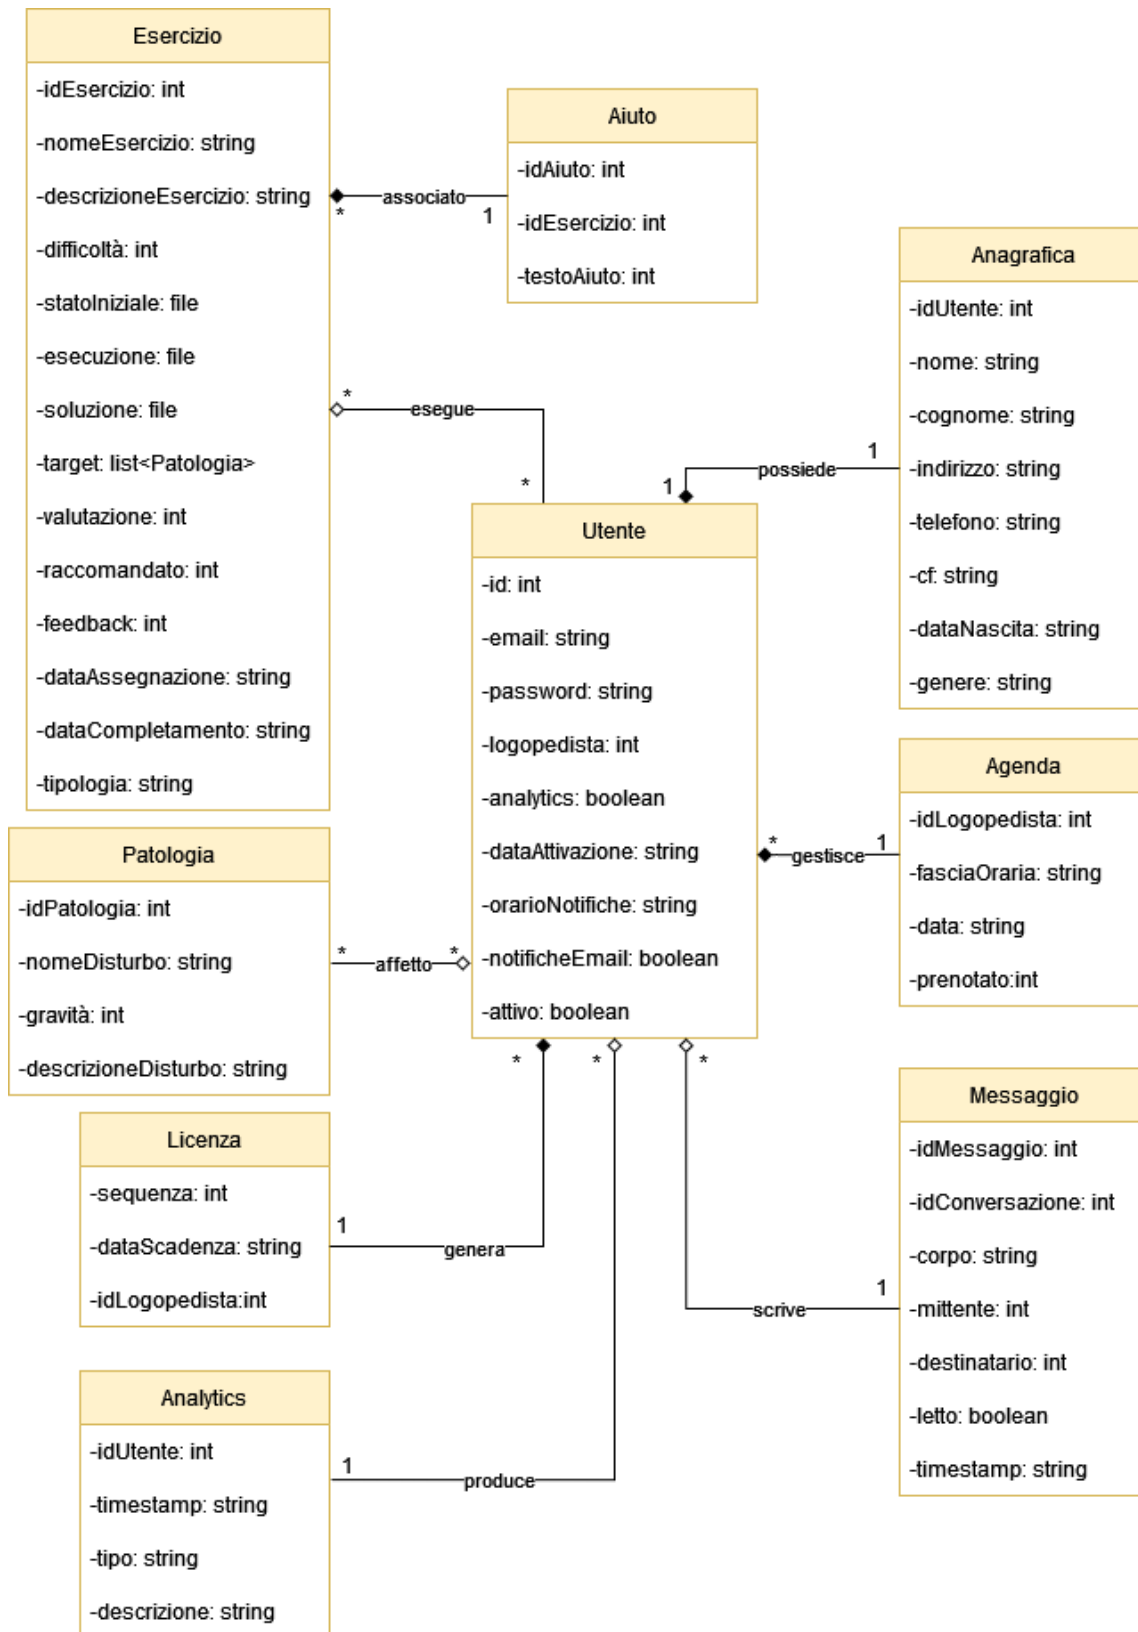 Esercizio
-idEsercizio: int
-nomeEsercizio: string
-descrizioneEsercizio: string
-difficoltà: int
-statoIniziale: file
-esecuzione: file
-soluzione: file
-target: list<Patologia>
-valutazione: int
-raccomandato: int
-feedback: int
-dataAssegnazione: string
-dataCompletamento: string
-tipologia: string
associato
*
1
Aiuto
-idAiuto: int
-idEsercizio: int
-testoAiuto: int
*
esegue
*
Anagrafica
-idUtente: int
-nome: string
-cognome: string
-indirizzo: string
-telefono: string
-cf: string
-dataNascita: string
-genere: string
1
possiede
1
Utente
-id: int
-email: string
-password: string
-logopedista: int
-analytics: boolean
-dataAttivazione: string
-orarioNotifiche: string
-notificheEmail: boolean
-attivo: boolean
*
gestisce
1
Agenda
-idLogopedista: int
-fasciaOraria: string
-data: string
-prenotato:int
Patologia
-idPatologia: int
-nomeDisturbo: string
-gravità: int
-descrizioneDisturbo: string
*
affetto
*
*
*
*
Licenza
-sequenza: int
-dataScadenza: string
-idLogopedista:int
1
genera
Messaggio
-idMessaggio: int
-idConversazione: int
-corpo: string
-mittente: int
-destinatario: int
-letto: boolean
-timestamp: string
1
scrive
Analytics
-idUtente: int
-timestamp: string
-tipo: string
-descrizione: string
1
produce